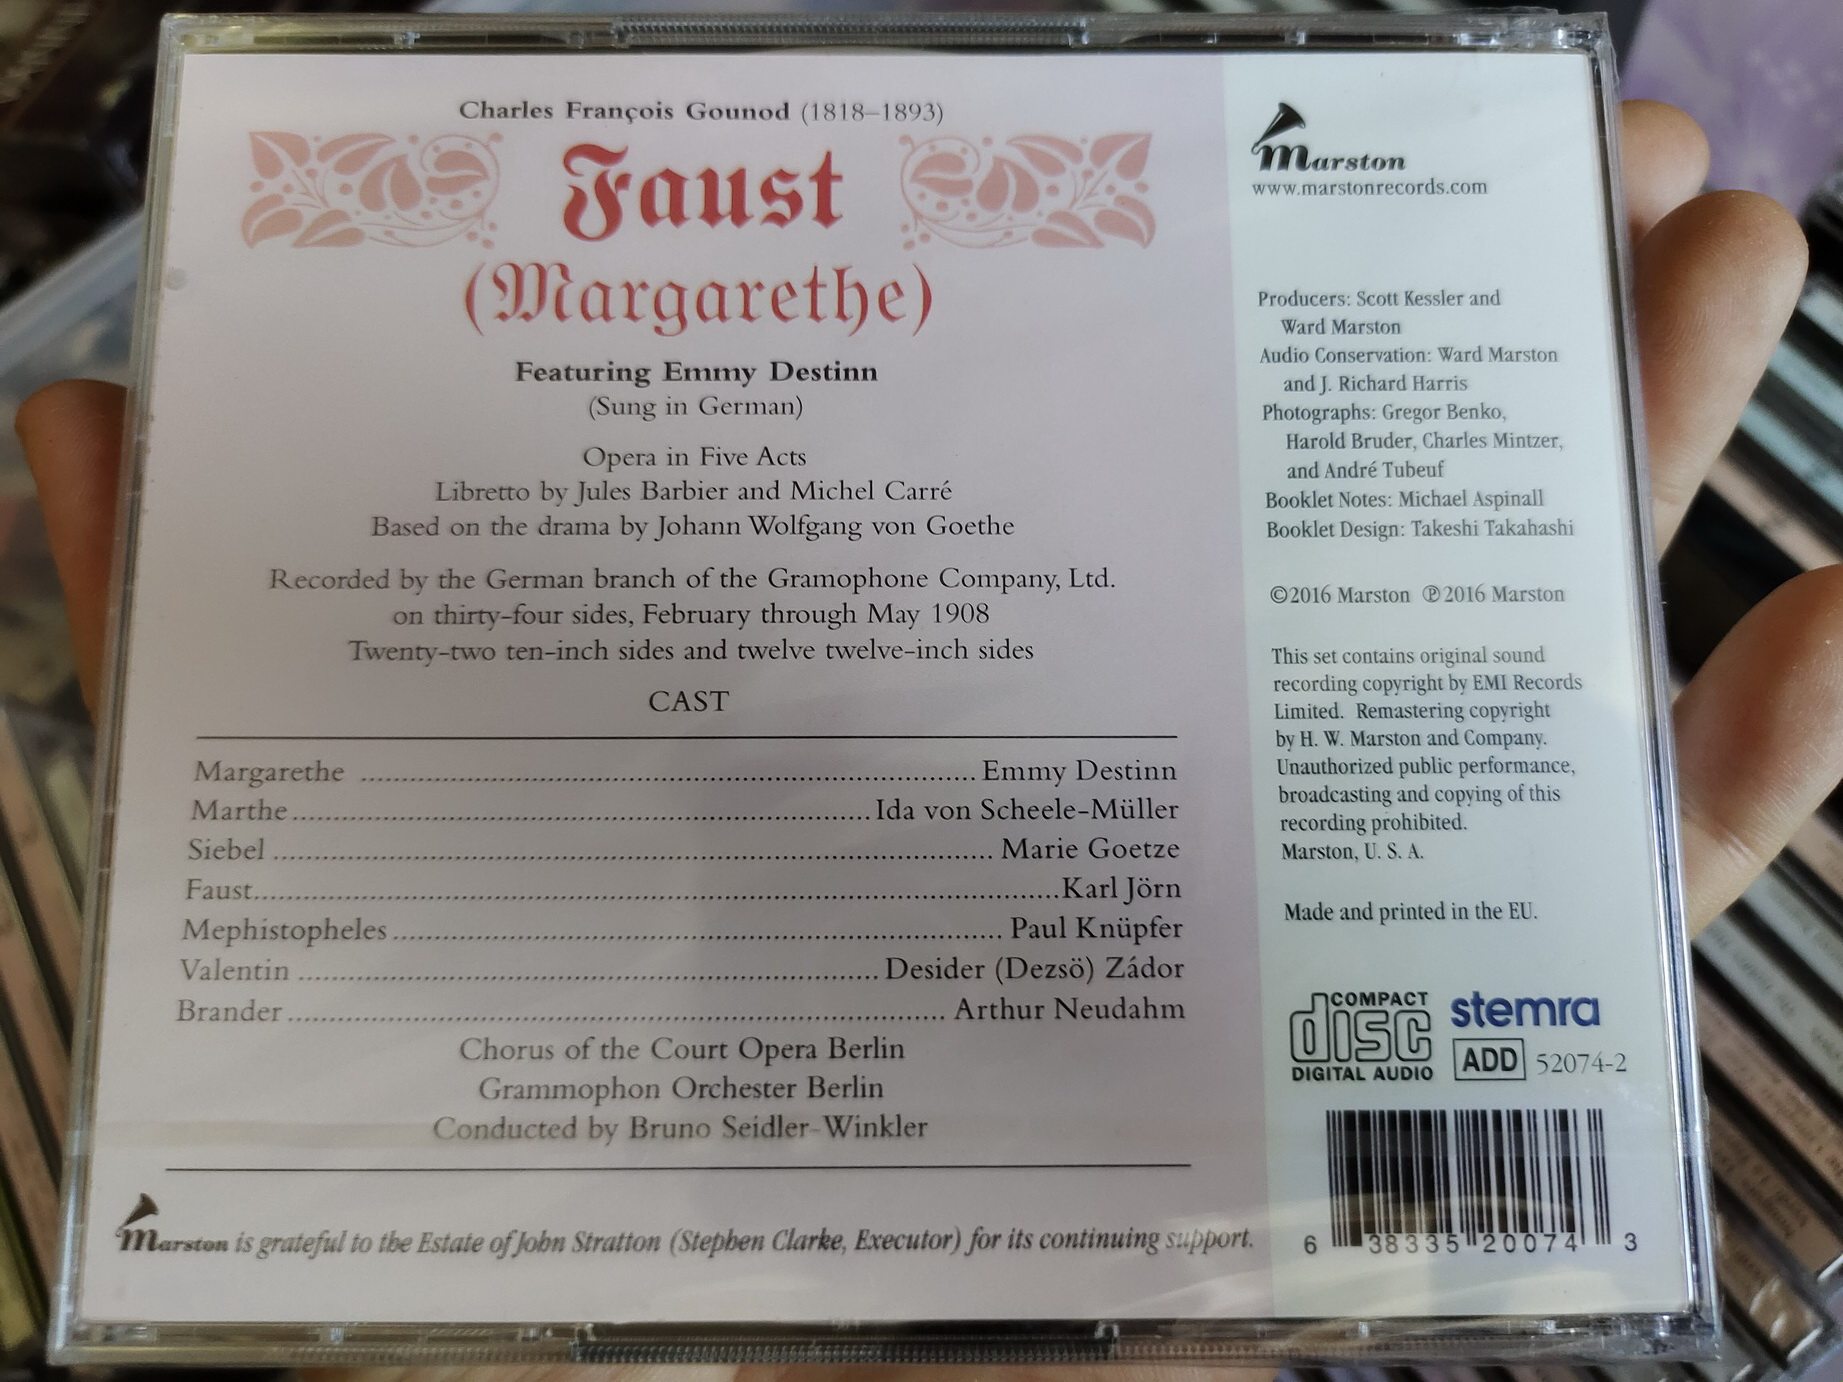 Charles François Gounod (1818–1893)
Faust
(Margarethe)
Featuring Emmy Destinn
(Sung in German)
Opera in Five Acts
Libretto by Jules Barbier and Michel Carré
Based on the drama by Johann Wolfgang von Goethe
Recorded by the German branch of the Gramophone Company, Ltd.
on thirty-four sides, February through May 1908
Twenty-two ten-inch sides and twelve twelve-inch sides
CAST
Margarethe ........ Emmy Destinn
Marthe ........ Ida von Scheele-Müller
Siebel ........ Marie Goetze
Faust ........ Karl Jörn
Mephistopheles ........ Paul Knüpfer
Valentin ........ Desider (Dezsö) Zádor
Brander ........ Arthur Neudahm
Chorus of the Court Opera Berlin
Grammophon Orchester Berlin
Conducted by Bruno Seidler-Winkler
Marston is grateful to the Estate of John Stratton (Stephen Clarke, Executor) for its continuing support.
Marston
www.marstonrecords.com
Producers: Scott Kessler and
Ward Marston
Audio Conservation: Ward Marston
and J. Richard Harris
Photographs: Gregor Benko,
Harold Bruder, Charles Mintzer,
and André Tubeuf
Booklet Notes: Michael Aspinall
Booklet Design: Takeshi Takahashi
©2016 Marston ℗2016 Marston
This set contains original sound
recording copyright by EMI Records
Limited. Remastering copyright
by H. W. Marston and Company.
Unauthorized public performance,
broadcasting and copying of this
recording prohibited.
Marston, U. S. A.
Made and printed in the EU.
COMPACT
disc
DIGITAL AUDIO
stemra
ADD 52074-2
6 38335 20074 3